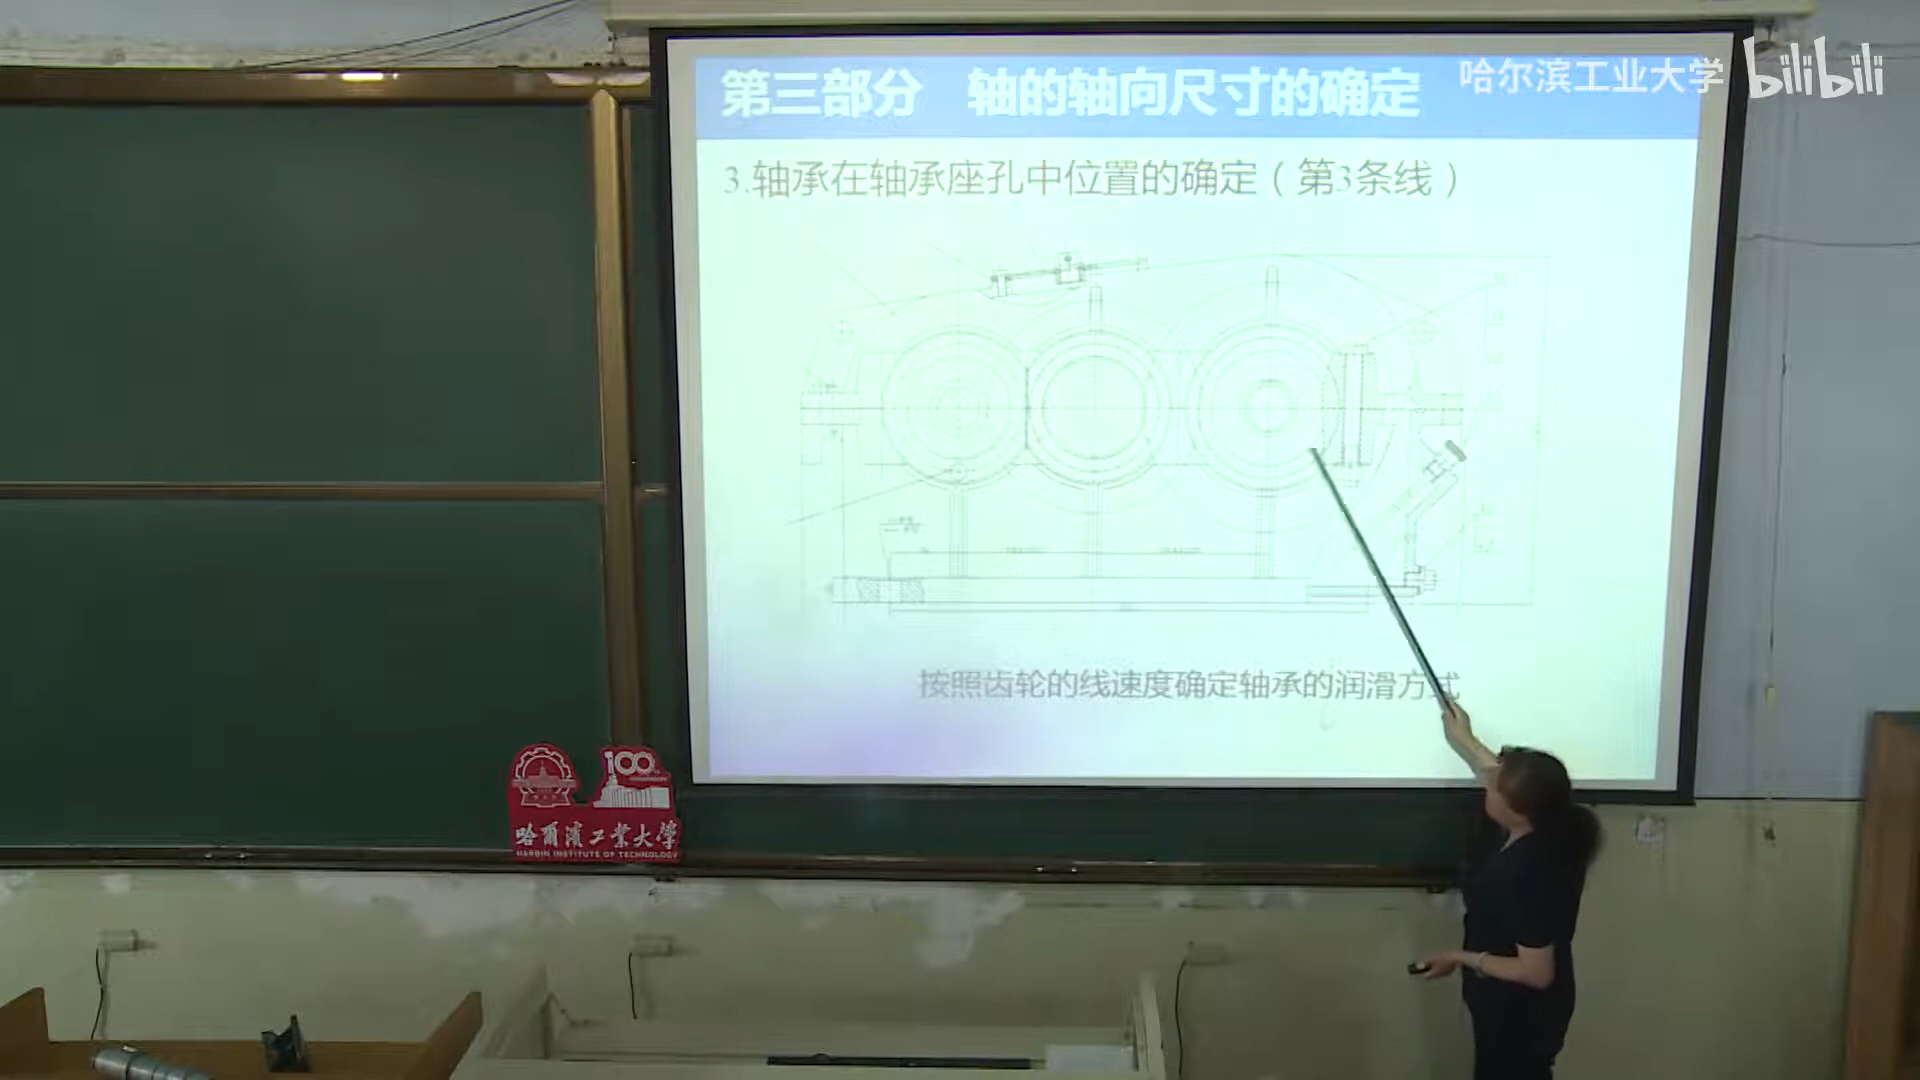 第三部分 轴的轴向尺寸的确定
哈尔滨工业大学 bilibili
3.轴承在轴承座孔中位置的确定（第3条线）
按照齿轮的线速度确定轴承的润滑方式
100
哈爾濱工業大學
HARBIN INSTITUTE OF TECHNOLOGY